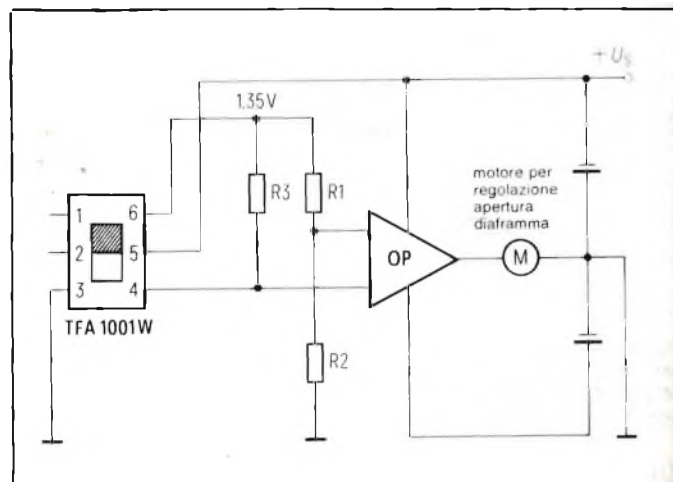 + U₈
1,35V
R3
R1
motore per
regolazione
apertura
diaframma
1
6
2
5
3
4
OP
M
TFA 1001W
R2